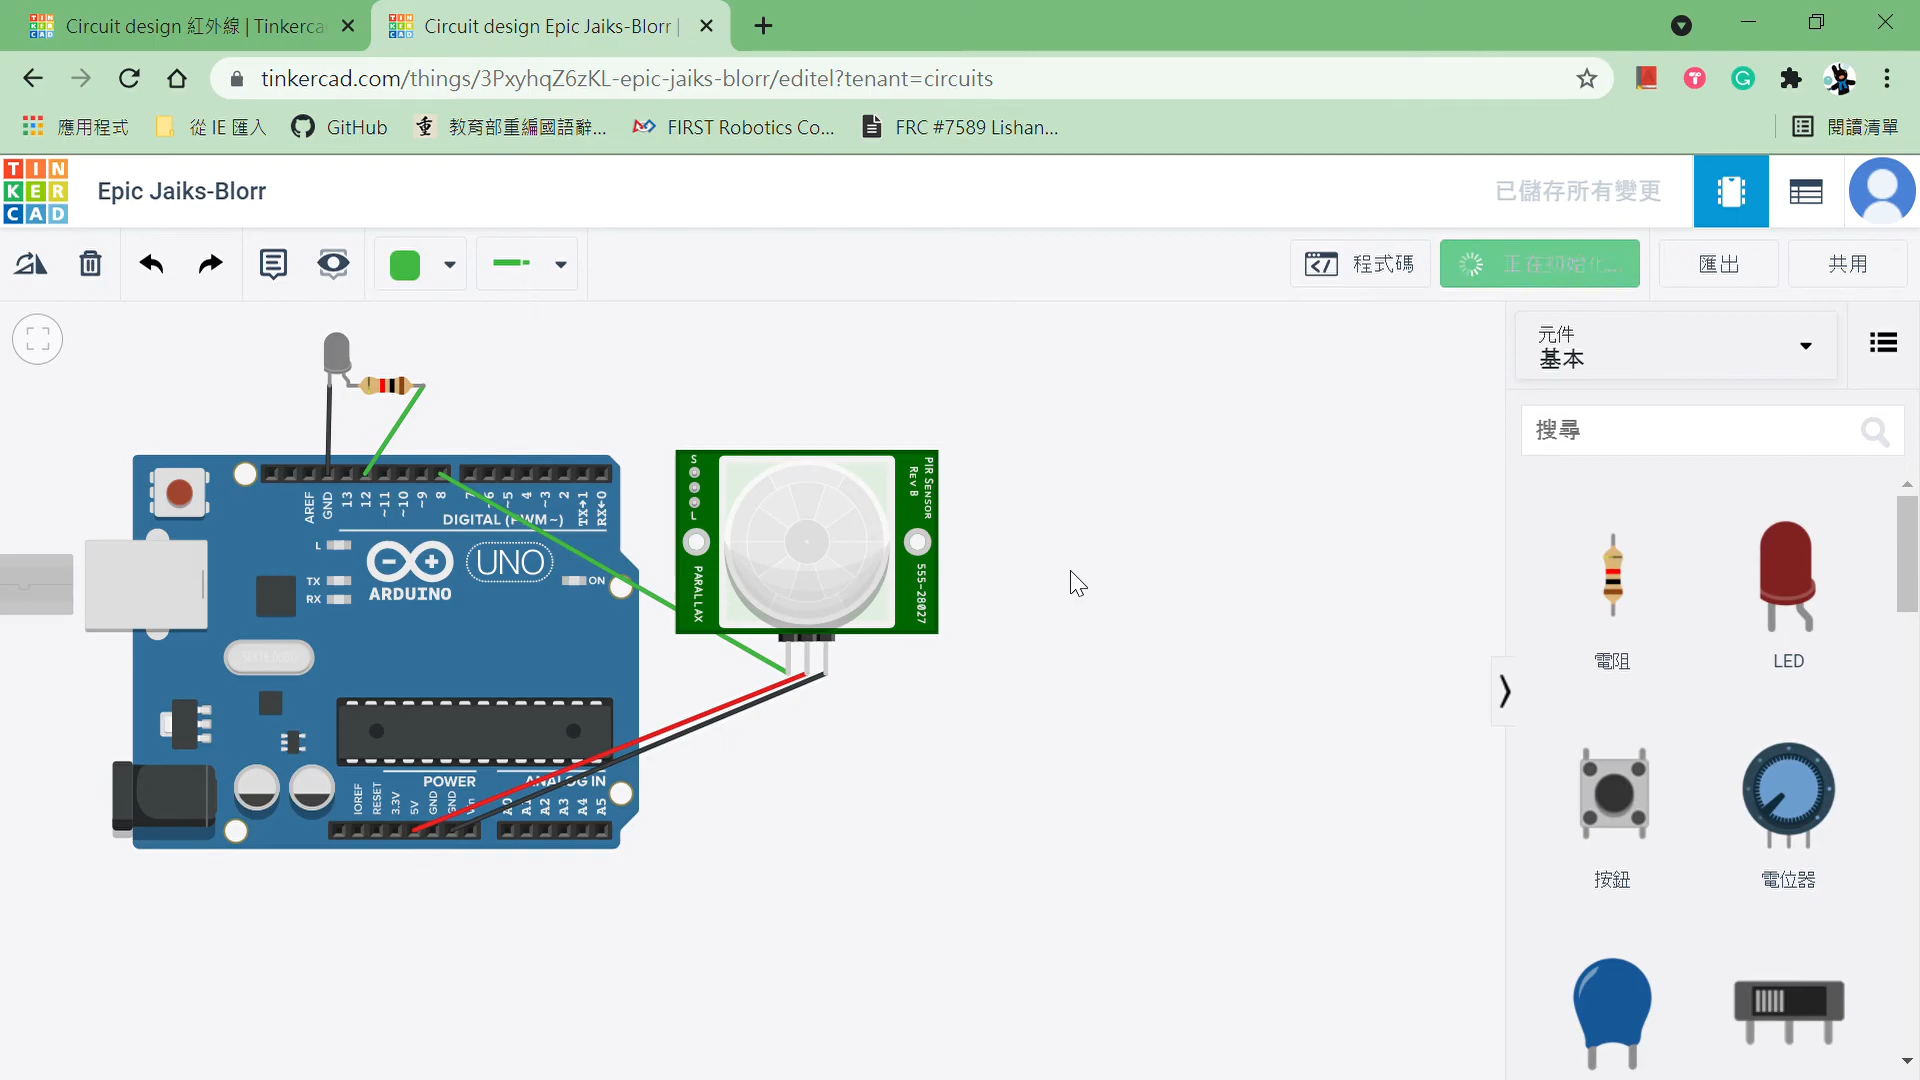 Circuit design 紅外線 | Tinkerca
Circuit design Epic Jaiks-Blorr |
tinkercad.com/things/3PxyhqZ6zKL-epic-jaiks-blorr/editel?tenant=circuits
應用程式
從 IE 匯入
GitHub
教育部重編國語辭...
FIRST Robotics Co...
FRC #7589 Lishan...
閱讀清單
TIN
KER
CAD
Epic Jaiks-Blorr
已儲存所有變更
程式碼
正在初始化...
匯出
共用
元件
基本
搜尋
電阻
LED
按鈕
電位器
AREF
GND
13
12
~11
~10
~9
8
7
~6
~5
4
~3
2
TX→1
RX←0
DIGITAL (PWM~)
L
TX
RX
ARDUINO
UNO
ON
POWER
ANALOG IN
IOREF
RESET
3.3V
5V
GND
GND
Vin
A0
A1
A2
A3
A4
A5
S
L
PARALLAX
PIR SENSOR
REV B
555-28027